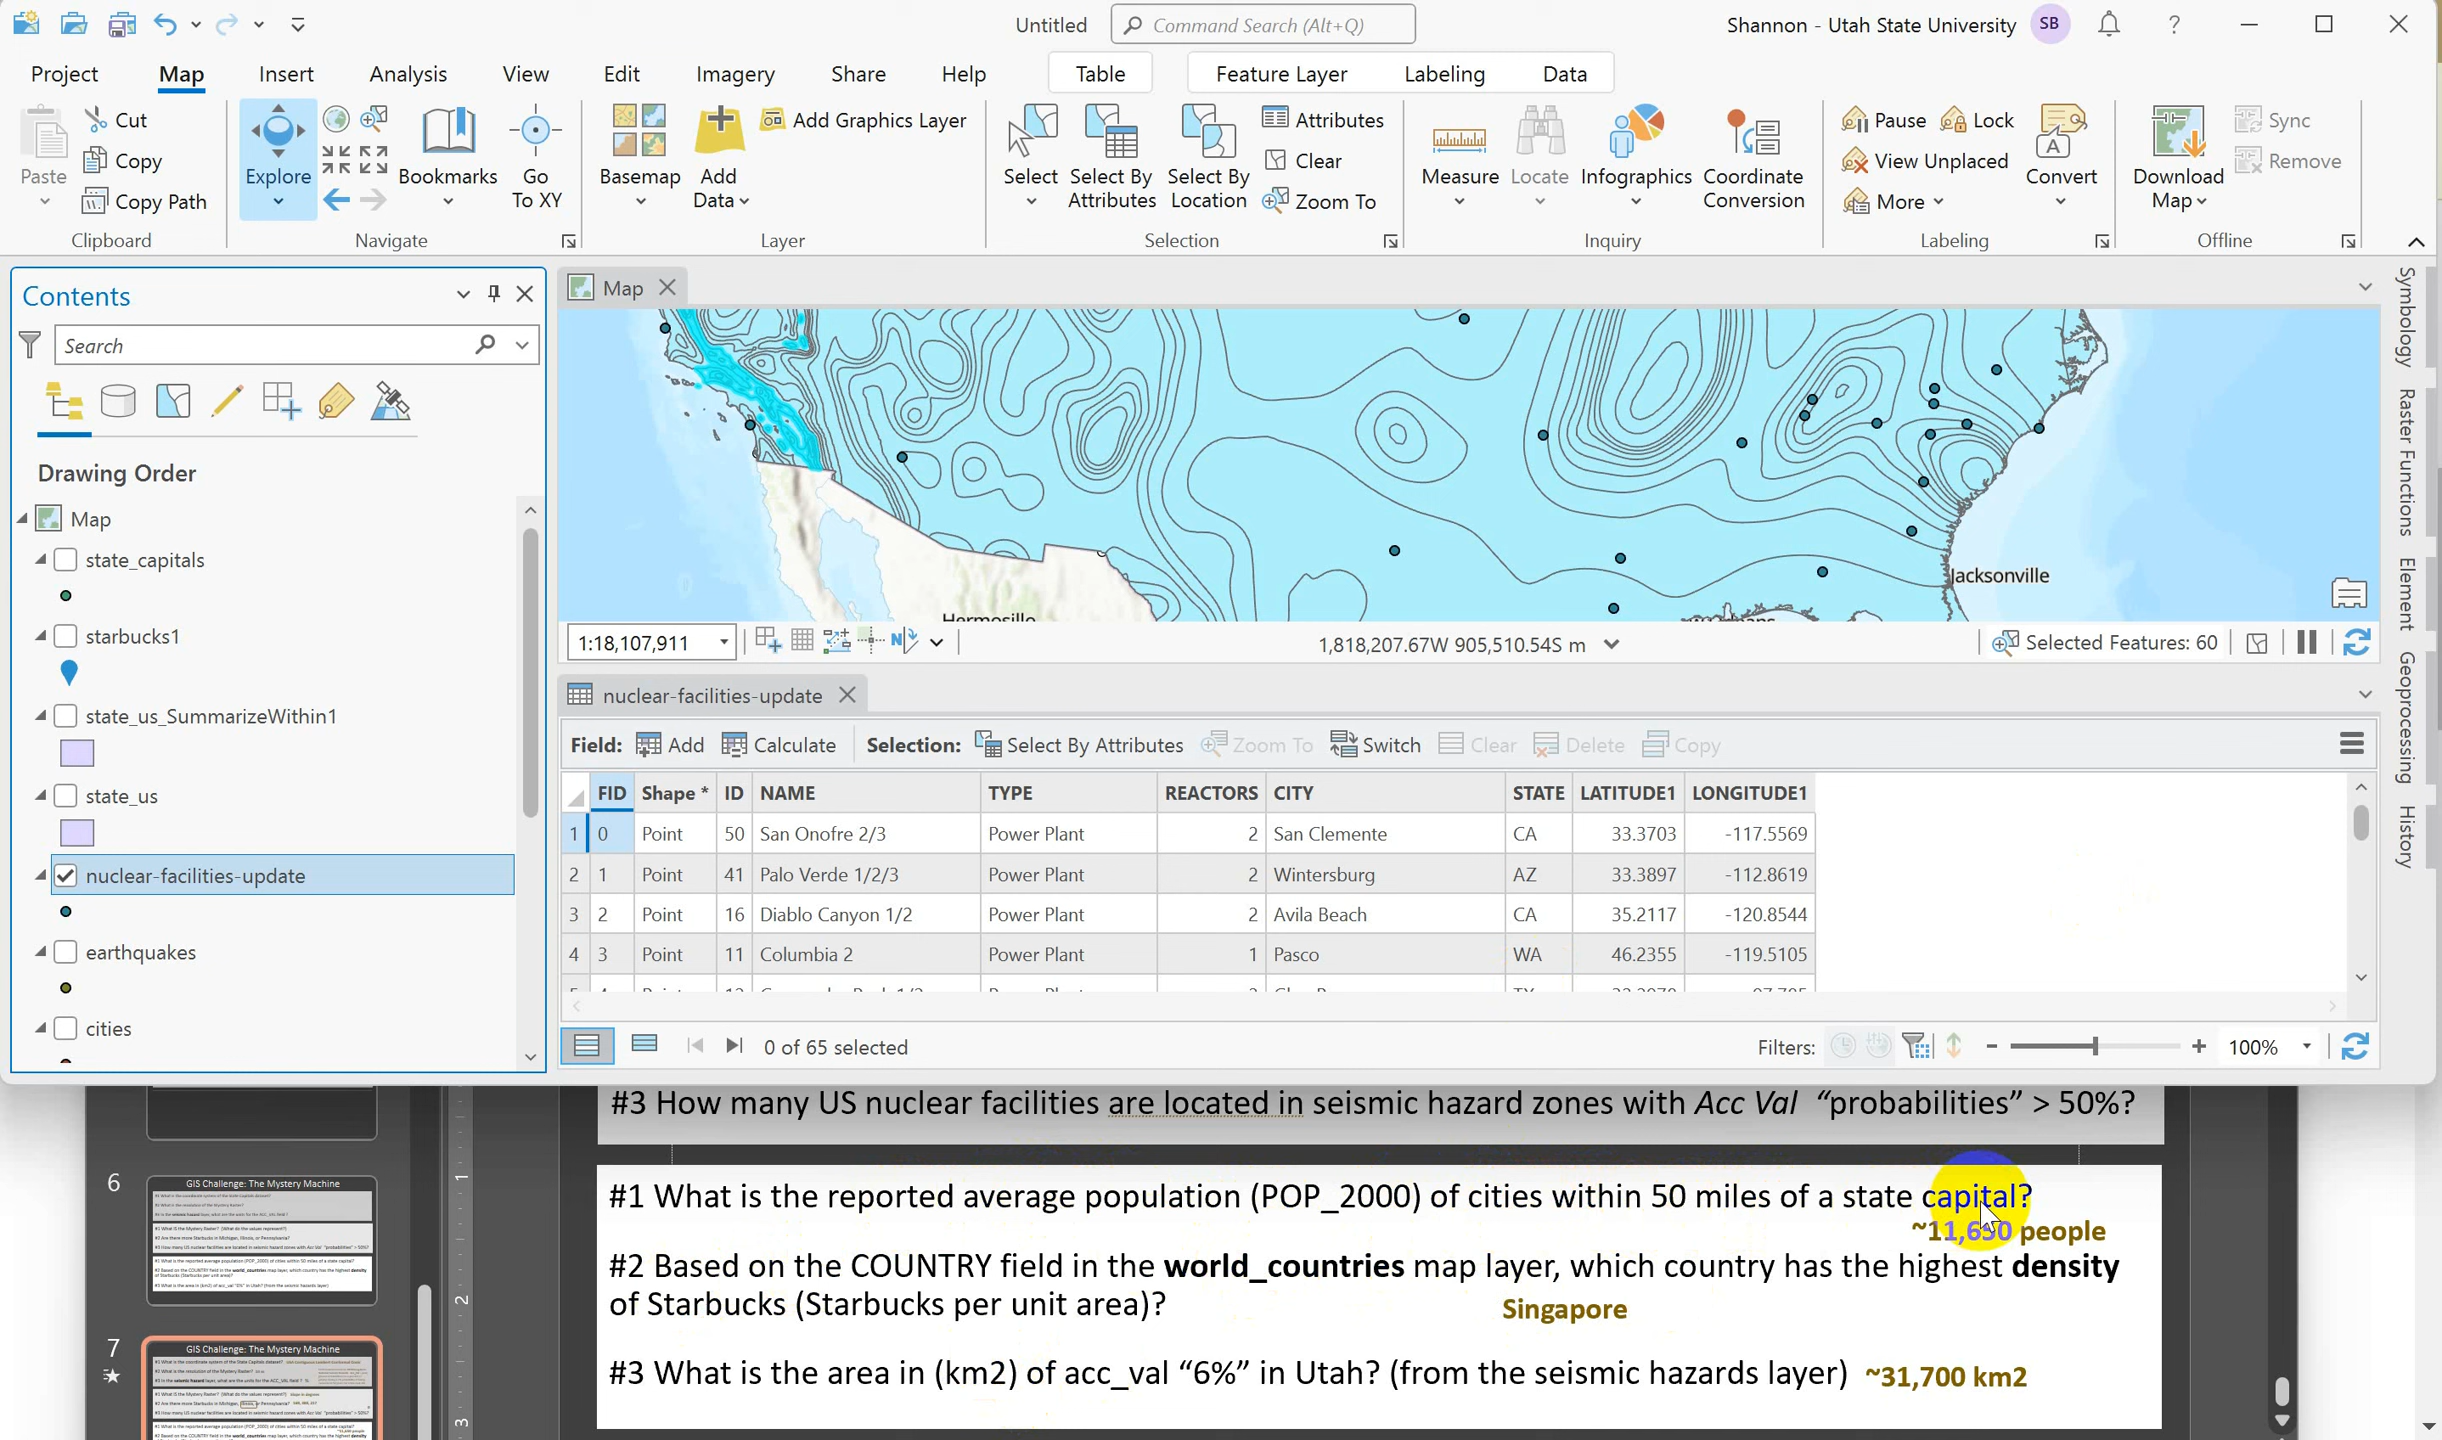 Untitled
Command Search (Alt+Q)
Shannon - Utah State University
SB
Project Map Insert Analysis View Edit Imagery Share Help Table Feature Layer Labeling Data
Paste
Cut
Copy
Copy Path
Clipboard
Explore
Bookmarks
Go To XY
Navigate
Basemap
Add Data
Add Graphics Layer
Layer
Select
Select By Attributes
Select By Location
Attributes
Clear
Zoom To
Selection
Measure
Locate
Infographics
Coordinate Conversion
Inquiry
Pause
Lock
View Unplaced
More
Convert
Labeling
Download Map
Sync
Remove
Offline
Contents
Search
Drawing Order
Map
state_capitals
starbucks1
state_us_SummarizeWithin1
state_us
nuclear-facilities-update
earthquakes
cities
Map
Jacksonville
Hermosillo
1:18,107,911
1,818,207.67W 905,510.54S m
Selected Features: 60
Symbology
Raster Functions
Element
Geoprocessing
History
nuclear-facilities-update
Field: Add Calculate Selection: Select By Attributes Zoom To Switch Clear Delete Copy
FID Shape * ID NAME TYPE REACTORS CITY STATE LATITUDE1 LONGITUDE1
1 0 Point 50 San Onofre 2/3 Power Plant 2 San Clemente CA 33.3703 -117.5569
2 1 Point 41 Palo Verde 1/2/3 Power Plant 2 Wintersburg AZ 33.3897 -112.8619
3 2 Point 16 Diablo Canyon 1/2 Power Plant 2 Avila Beach CA 35.2117 -120.8544
4 3 Point 11 Columbia 2 Power Plant 1 Pasco WA 46.2355 -119.5105
0 of 65 selected
Filters:
100%
#3 How many US nuclear facilities are located in seismic hazard zones with Acc Val “probabilities” > 50%?
#1 What is the reported average population (POP_2000) of cities within 50 miles of a state capital?
~11,650 people
#2 Based on the COUNTRY field in the world_countries map layer, which country has the highest density
of Starbucks (Starbucks per unit area)?
Singapore
#3 What is the area in (km2) of acc_val “6%” in Utah? (from the seismic hazards layer) ~31,700 km2
6
GIS Challenge: The Mystery Machine
7
GIS Challenge: The Mystery Machine
1
2
3